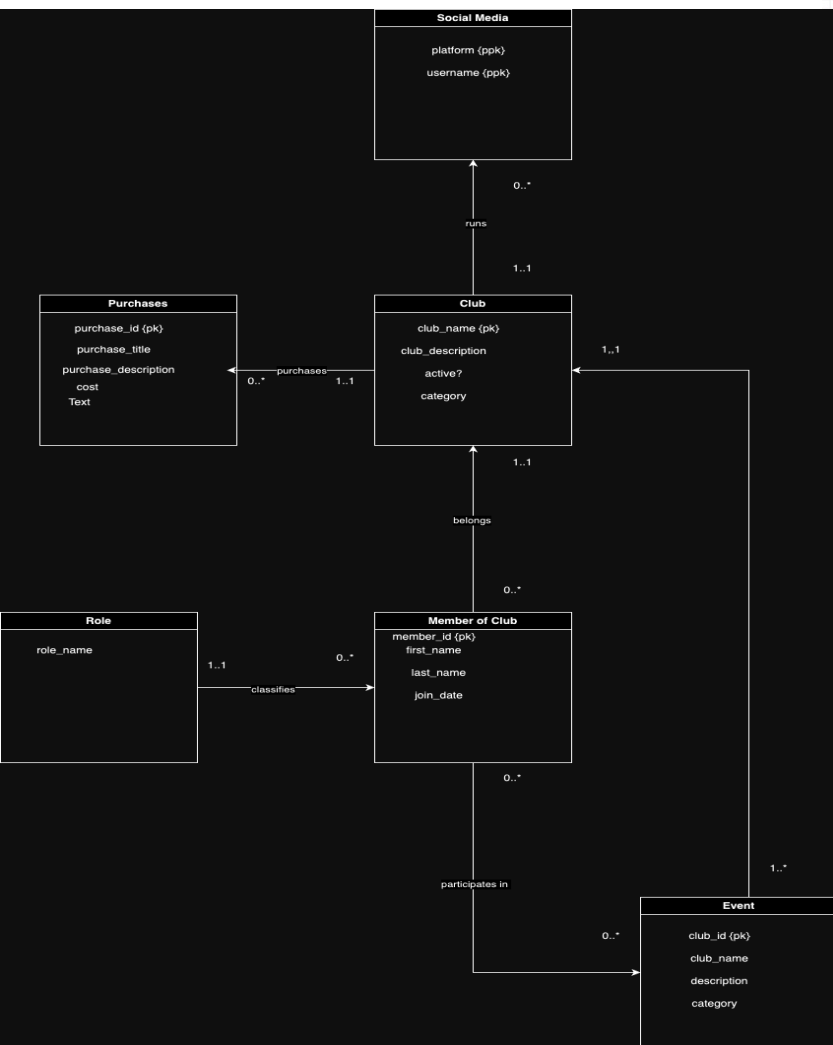 Social Media
platform {ppk}
username {ppk}
0..*
runs
1..1
Purchases
purchase_id {pk}
purchase_title
purchase_description
cost
Text
0..*
purchases
1..1
Club
club_name {pk}
club_description
active?
category
1,,1
1..1
belongs
0..*
Role
role_name
1..1
classifies
0..*
Member of Club
member_id {pk}
first_name
last_name
join_date
0..*
participates in
0..*
1..*
Event
club_id {pk}
club_name
description
category